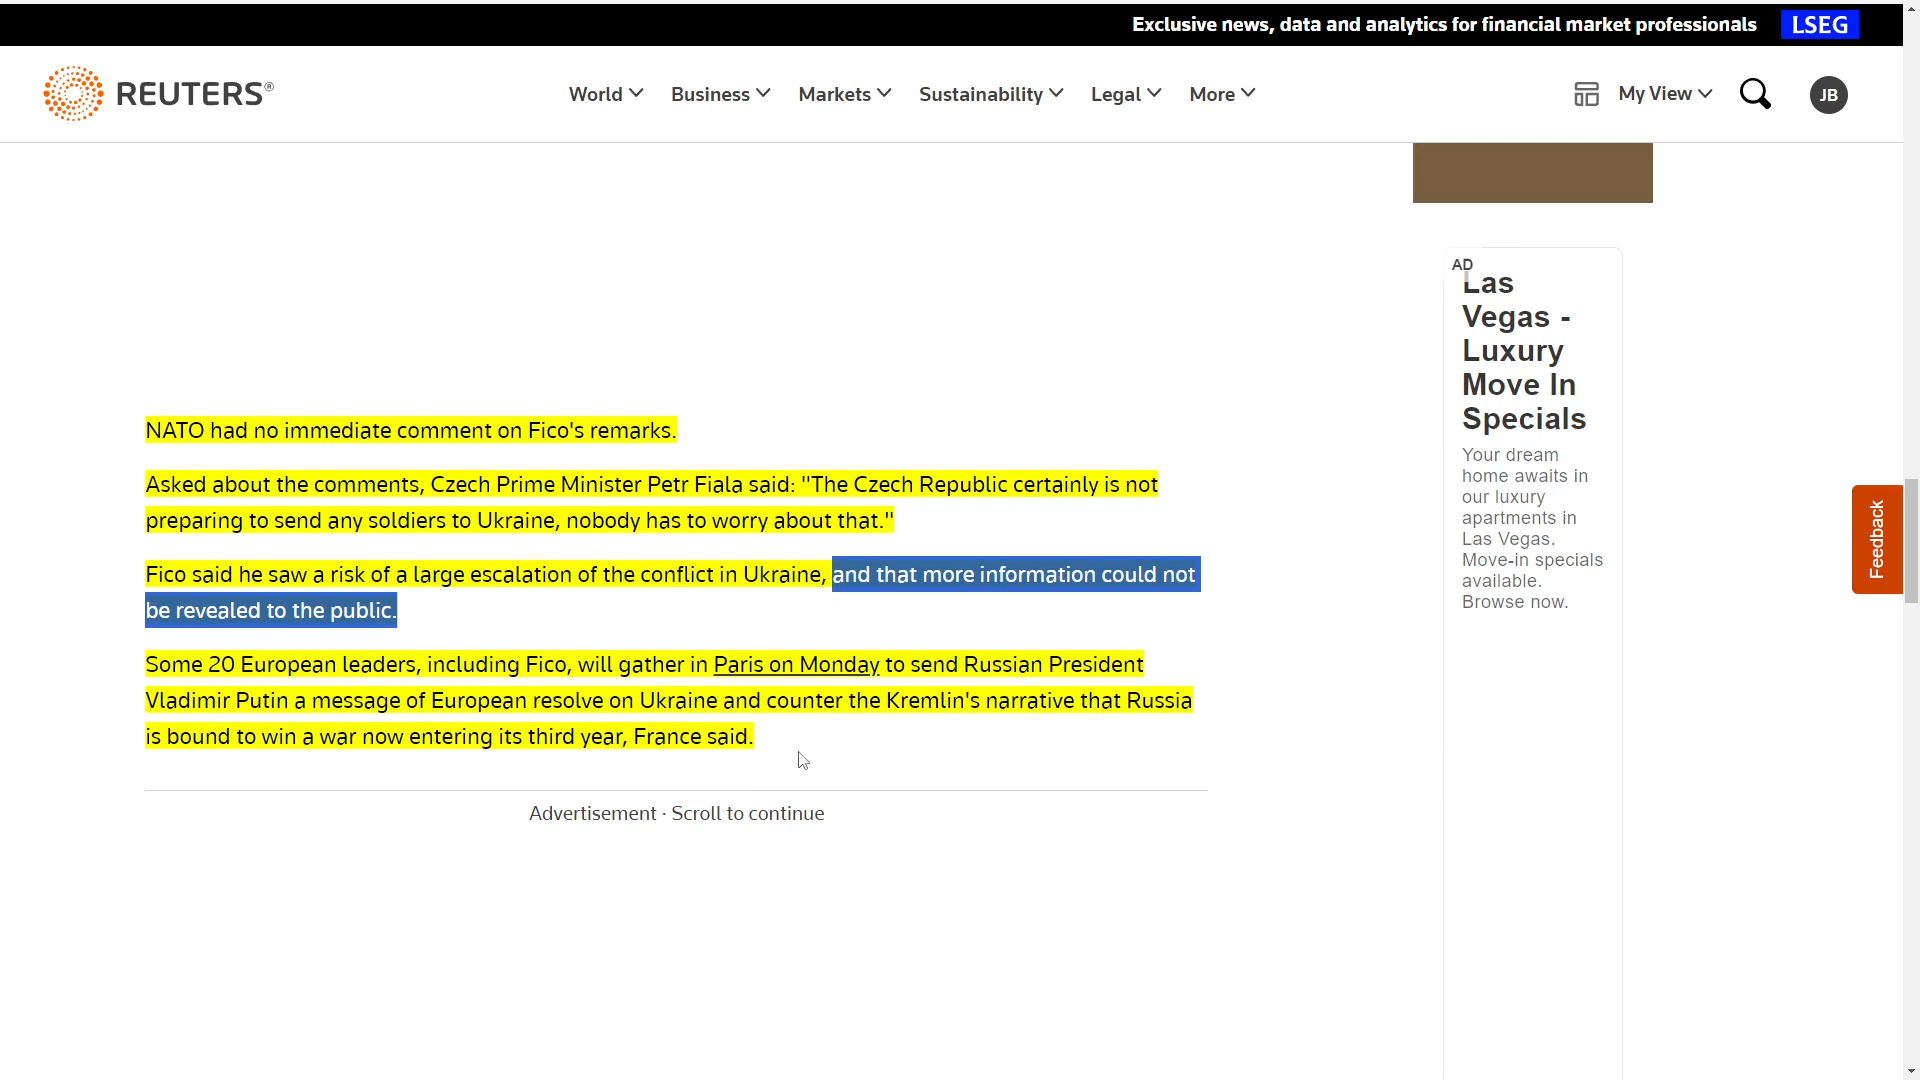 Exclusive news, data and analytics for financial market professionals LSEG
REUTERS®
World Business Markets Sustainability Legal More My View JB
NATO had no immediate comment on Fico's remarks.
Asked about the comments, Czech Prime Minister Petr Fiala said: "The Czech Republic certainly is not
preparing to send any soldiers to Ukraine, nobody has to worry about that."
Fico said he saw a risk of a large escalation of the conflict in Ukraine, and that more information could not
be revealed to the public.
Some 20 European leaders, including Fico, will gather in Paris on Monday to send Russian President
Vladimir Putin a message of European resolve on Ukraine and counter the Kremlin's narrative that Russia
is bound to win a war now entering its third year, France said.
Advertisement · Scroll to continue
AD
Las
Vegas -
Luxury
Move In
Specials
Your dream
home awaits in
our luxury
apartments in
Las Vegas.
Move-in specials
available.
Browse now.
Feedback